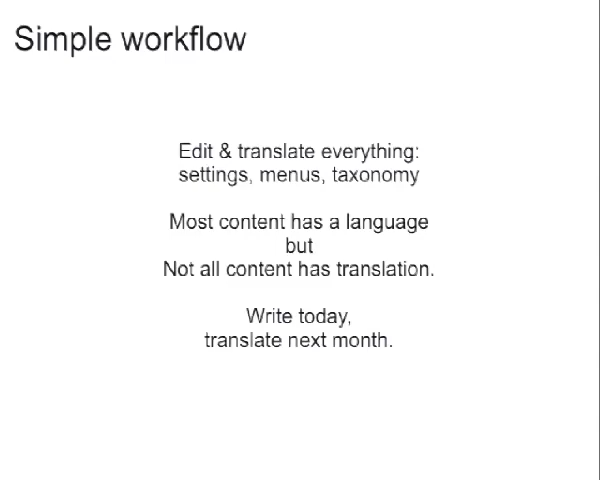 Simple workflow
Edit & translate everything:
settings, menus, taxonomy
Most content has a language
but
Not all content has translation.
Write today,
translate next month.